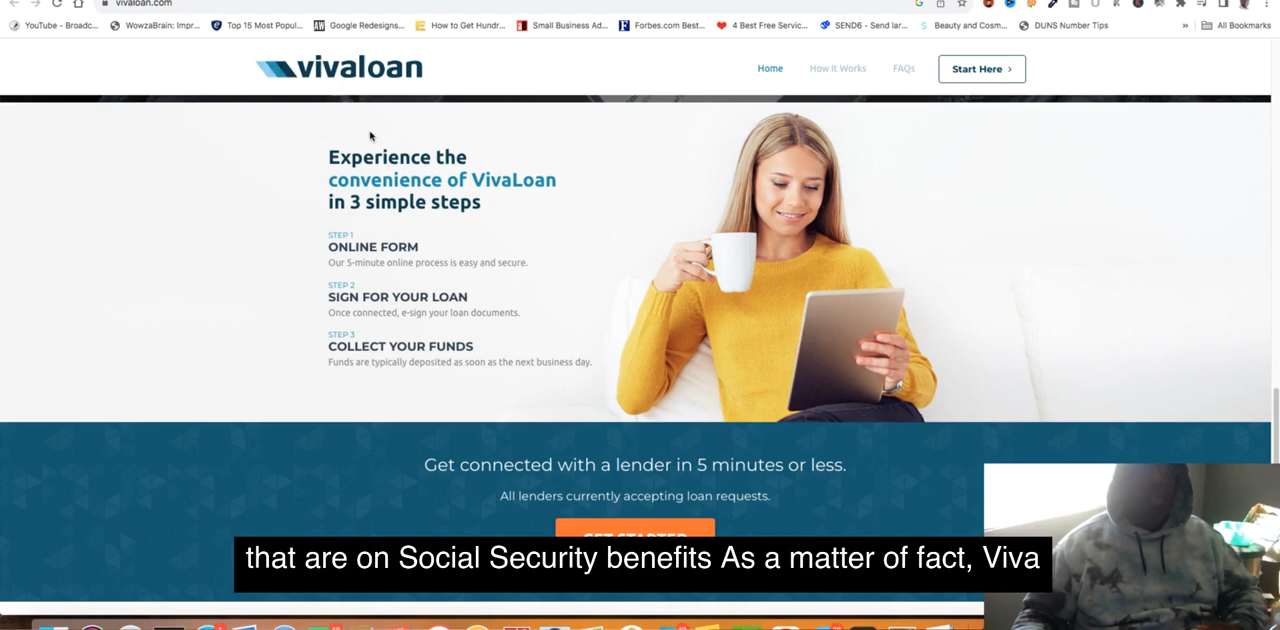 vivaloan.com
YouTube - Broadc...
WowzaBrain: Impr...
Top 15 Most Popul...
Google Redesigns...
How to Get Hundr...
Small Business Ad...
Forbes.com Best...
4 Best Free Servic...
SEND6 - Send lar...
Beauty and Cosm...
DUNS Number Tips
»
All Bookmarks
vivaloan
Home
How It Works
FAQs
Start Here ›
Experience the
convenience of VivaLoan
in 3 simple steps
STEP 1
ONLINE FORM
Our 5-minute online process is easy and secure.
STEP 2
SIGN FOR YOUR LOAN
Once connected, e-sign your loan documents.
STEP 3
COLLECT YOUR FUNDS
Funds are typically deposited as soon as the next business day.
Get connected with a lender in 5 minutes or less.
All lenders currently accepting loan requests.
GET STARTED
that are on Social Security benefits As a matter of fact, Viva